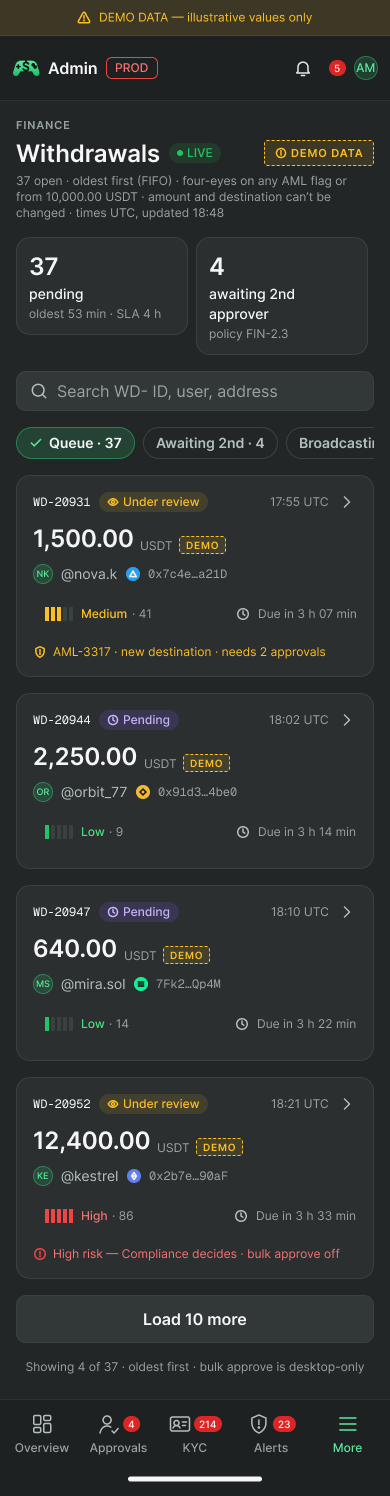 DEMO DATA — illustrative values only
Admin PROD 5 AM
FINANCE
Withdrawals LIVE DEMO DATA
37 open · oldest first (FIFO) · four-eyes on any AML flag or
from 10,000.00 USDT · amount and destination can't be
changed · times UTC, updated 18:48
37
pending
oldest 53 min · SLA 4 h
4
awaiting 2nd
approver
policy FIN-2.3
Search WD- ID, user, address
Queue · 37 Awaiting 2nd · 4 Broadcastin
WD-20931 Under review 17:55 UTC
1,500.00 USDT DEMO
NK @nova.k 0x7c4e…a21D
Medium · 41 Due in 3 h 07 min
AML-3317 · new destination · needs 2 approvals
WD-20944 Pending 18:02 UTC
2,250.00 USDT DEMO
OR @orbit_77 0x91d3…4be0
Low · 9 Due in 3 h 14 min
WD-20947 Pending 18:10 UTC
640.00 USDT DEMO
MS @mira.sol 7Fk2…Qp4M
Low · 14 Due in 3 h 22 min
WD-20952 Under review 18:21 UTC
12,400.00 USDT DEMO
KE @kestrel 0x2b7e…90aF
High · 86 Due in 3 h 33 min
High risk — Compliance decides · bulk approve off
Load 10 more
Showing 4 of 37 · oldest first · bulk approve is desktop-only
4 214 23
Overview Approvals KYC Alerts More